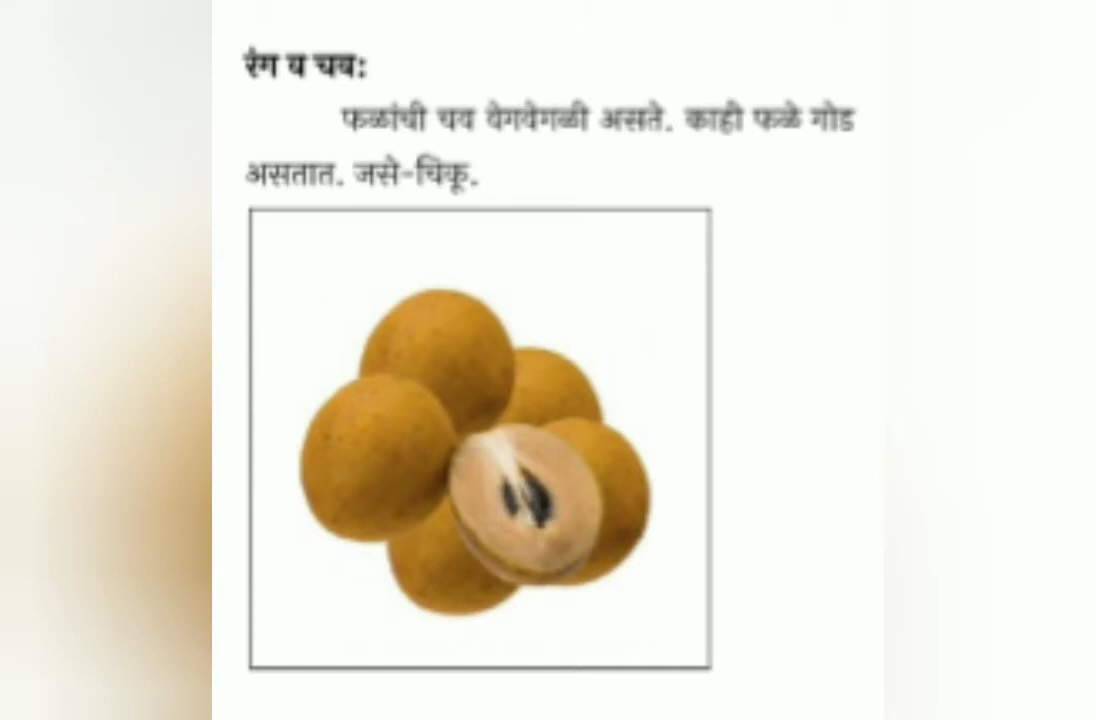 रंग व चवः
फळांची चव वेगवेगळी असते. काही फळे गोड
असतात. जसे-चिकू.